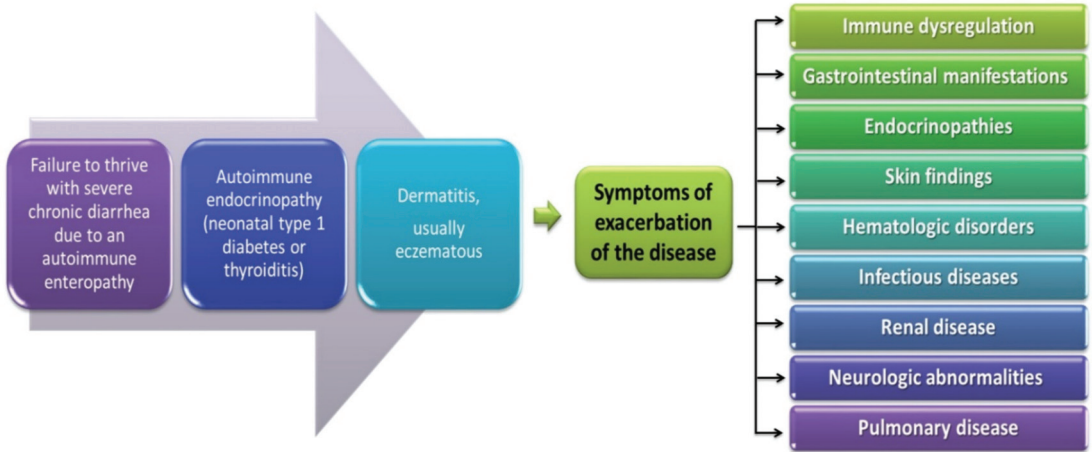 Failure to thrive
with severe
chronic diarrhea
due to an
autoimmune
enteropathy
Autoimmune
endocrinopathy
(neonatal type 1
diabetes or
thyroiditis)
Dermatitis,
usually
eczematous
Symptoms of
exacerbation
of the disease
Immune dysregulation
Gastrointestinal manifestations
Endocrinopathies
Skin findings
Hematologic disorders
Infectious diseases
Renal disease
Neurologic abnormalities
Pulmonary disease